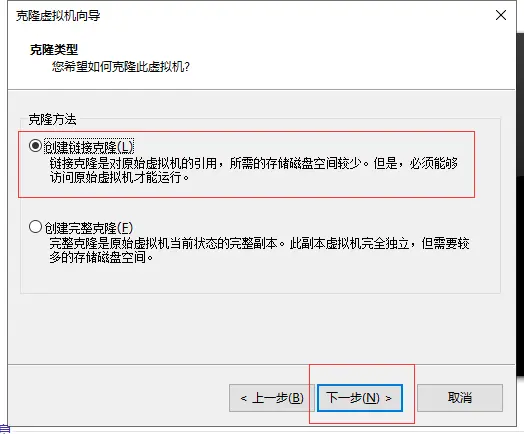 克隆虚拟机向导
克隆类型
您希望如何克隆此虚拟机?
克隆方法
创建链接克隆(L)
链接克隆是对原始虚拟机的引用，所需的存储磁盘空间较少。但是，必须能够
访问原始虚拟机才能运行。
创建完整克隆(F)
完整克隆是原始虚拟机当前状态的完整副本。此副本虚拟机完全独立，但需要较
多的存储磁盘空间。
< 上一步(B)
下一步(N) >
取消